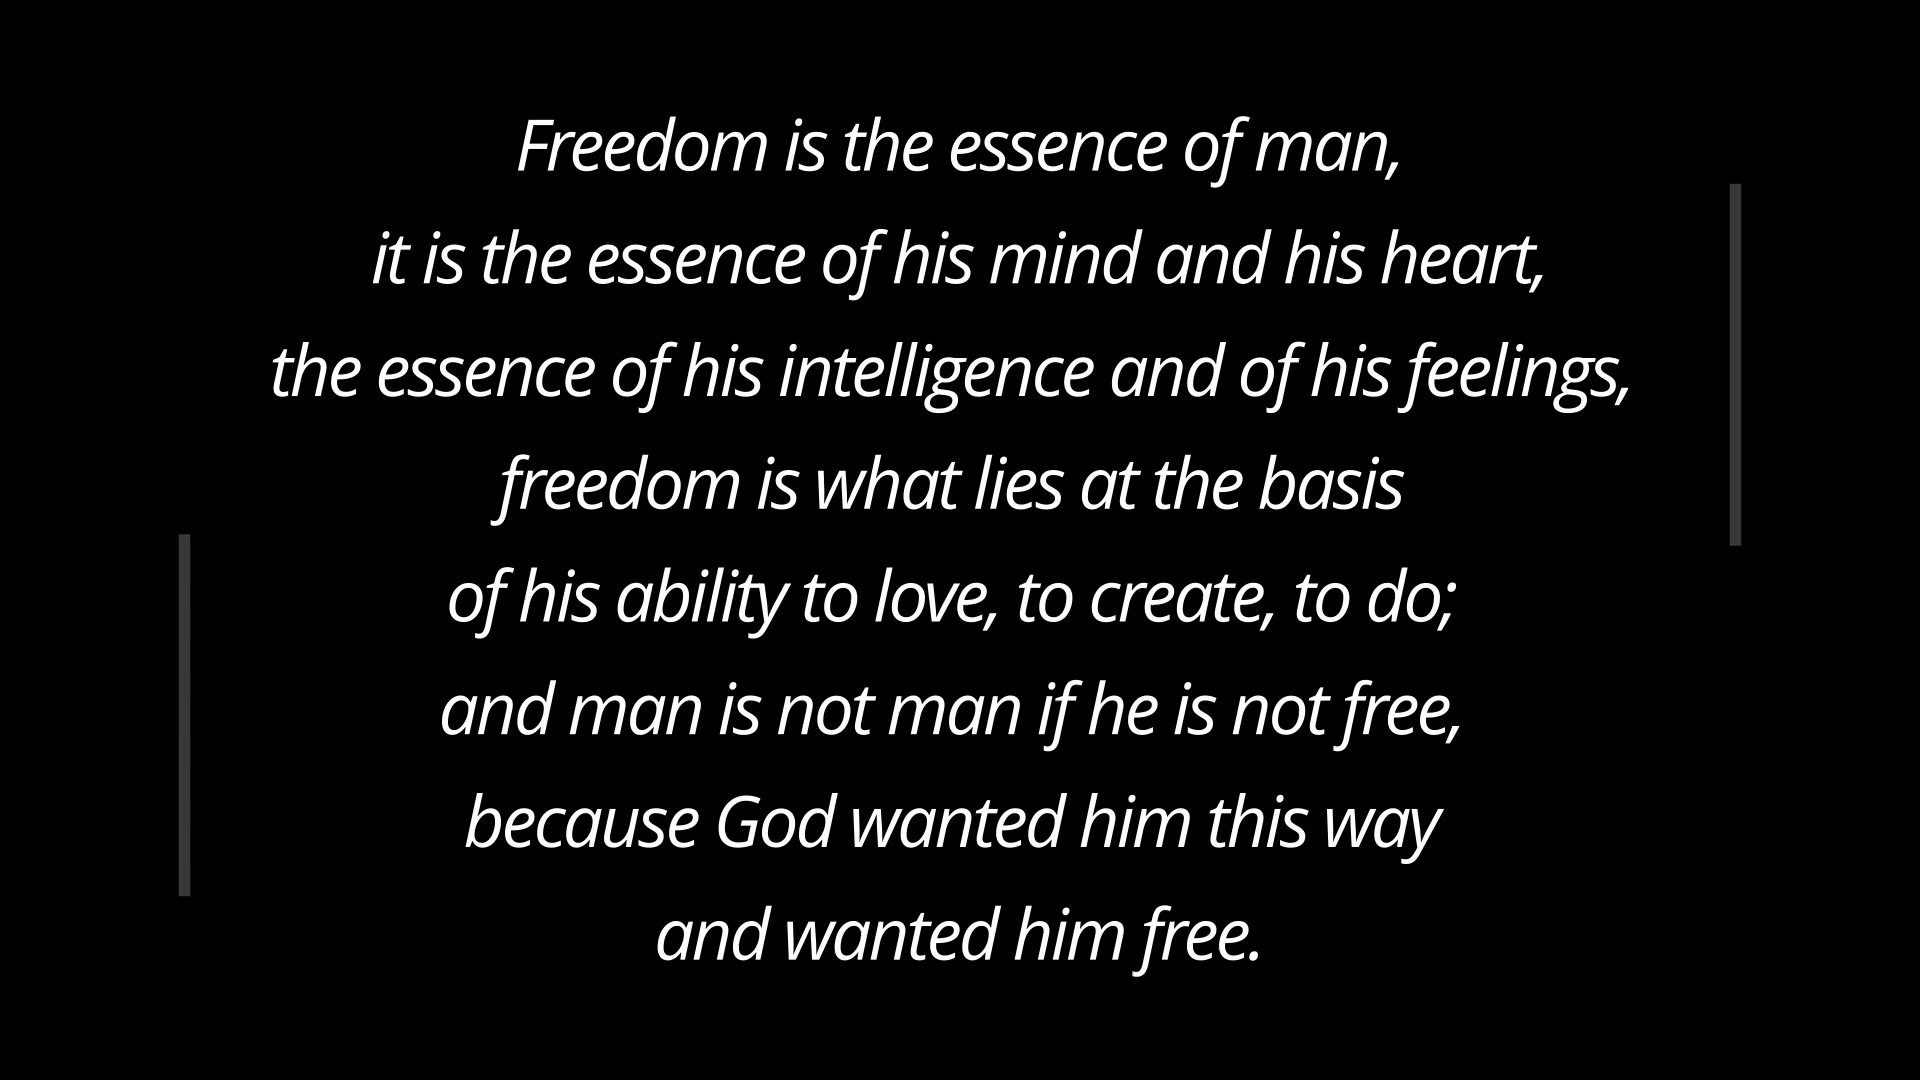 Freedom is the essence of man,
it is the essence of his mind and his heart,
the essence of his intelligence and of his feelings,
freedom is what lies at the basis
of his ability to love, to create, to do;
and man is not man if he is not free,
because God wanted him this way
and wanted him free.